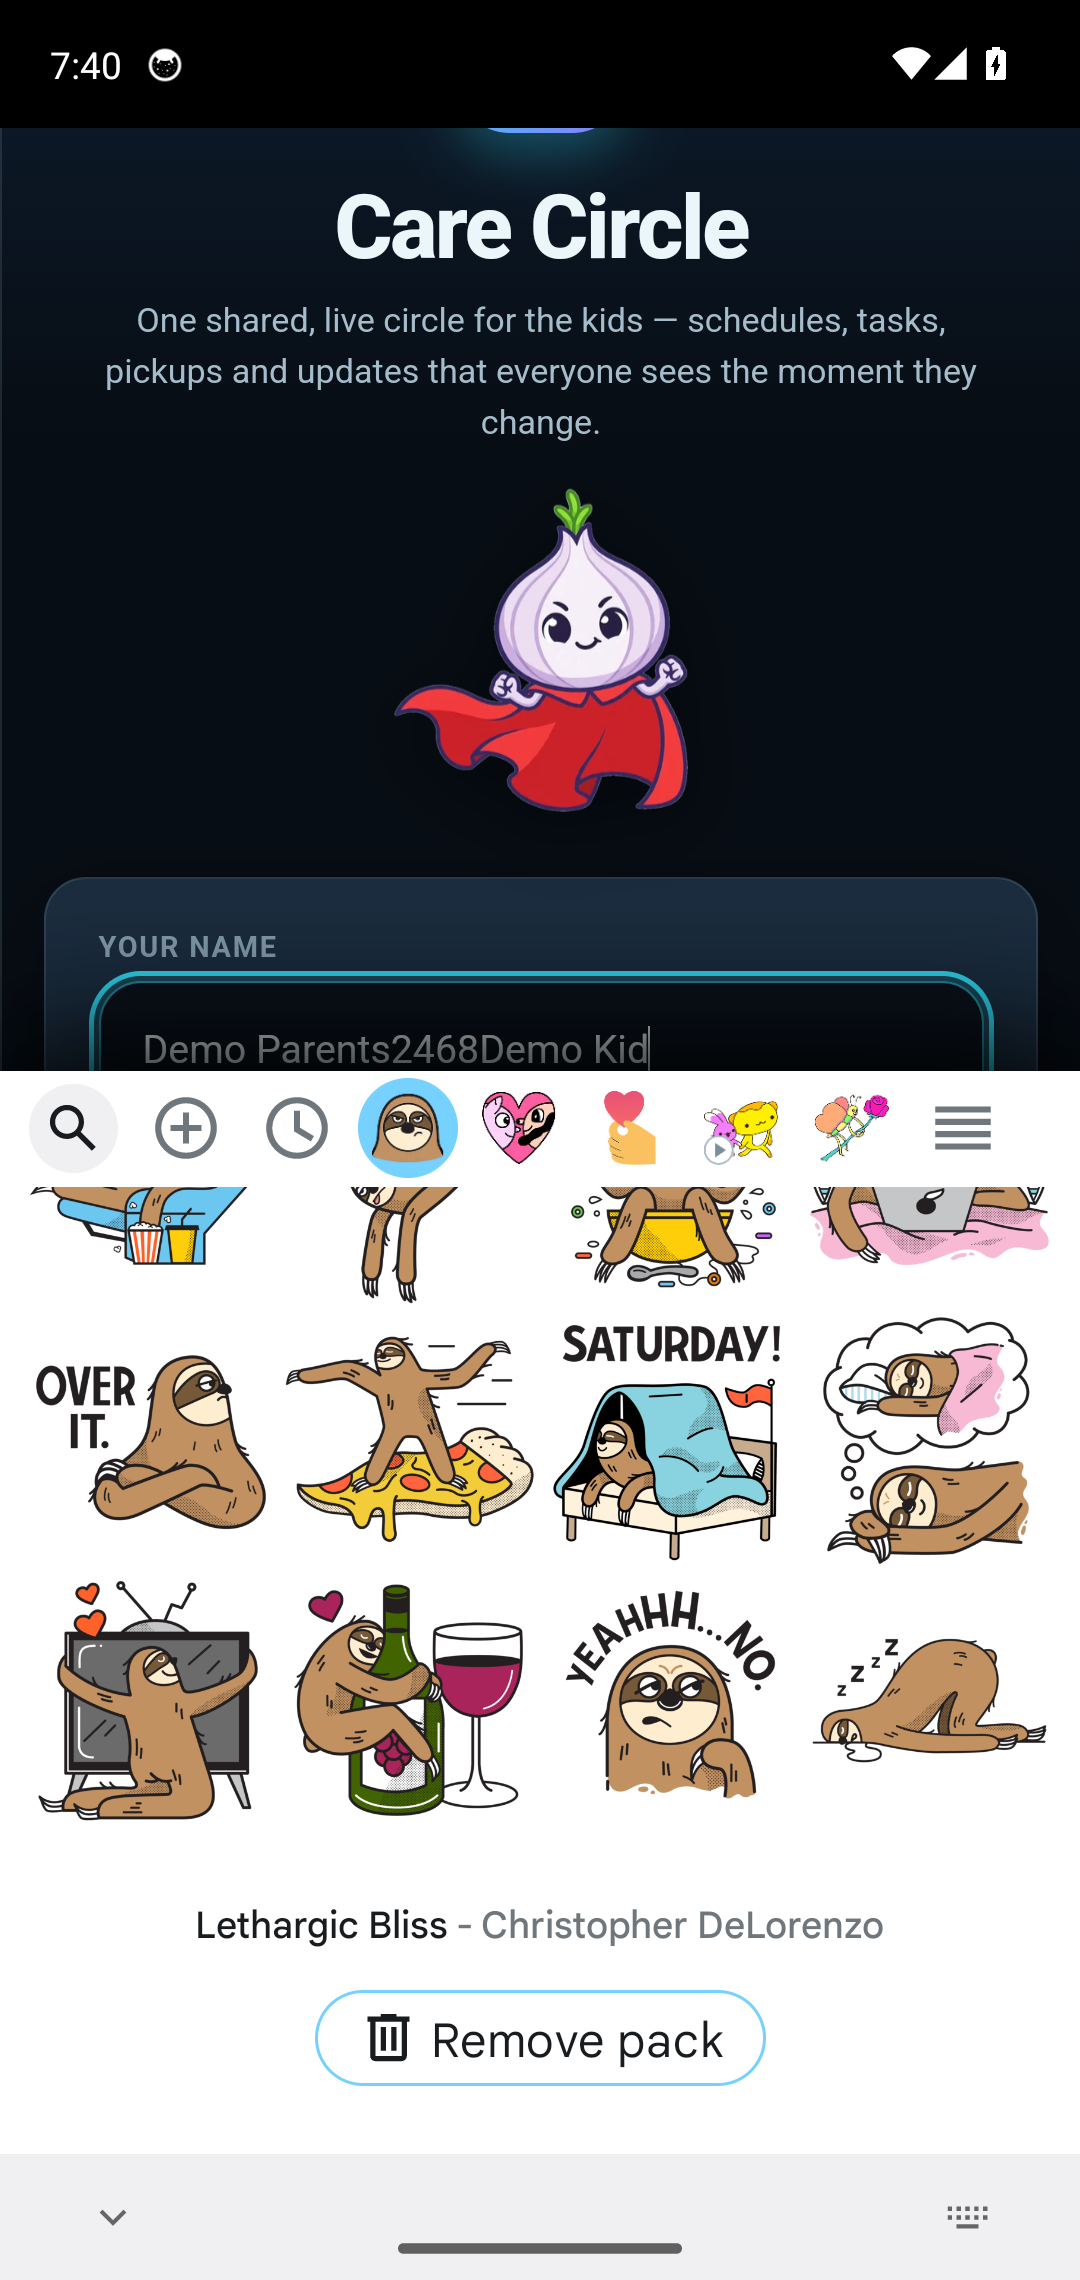 7:40
Care Circle
One shared, live circle for the kids — schedules, tasks,
pickups and updates that everyone sees the moment they
change.
YOUR NAME
Demo Parents2468Demo Kid
OVER
IT.
SATURDAY!
YEAHHH...NO.
z z z z
Lethargic Bliss - Christopher DeLorenzo
Remove pack